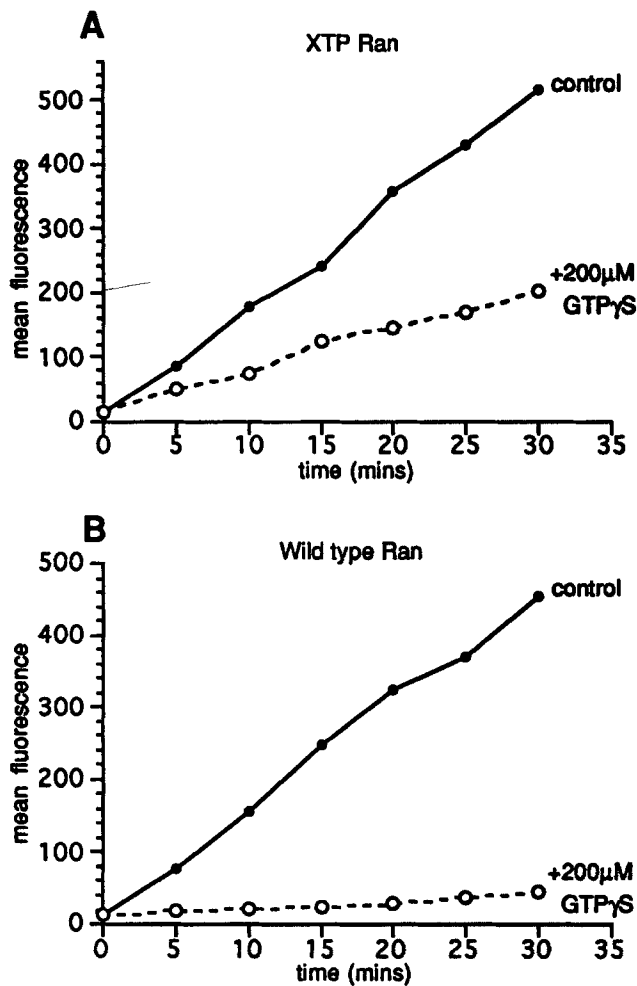 A
XTP Ran
mean fluorescence
500
400
300
200
100
0
control
+200µM
GTPγS
0 5 10 15 20 25 30 35
time (mins)
B
Wild type Ran
mean fluorescence
500
400
300
200
100
0
control
+200µM
GTPγS
0 5 10 15 20 25 30 35
time (mins)